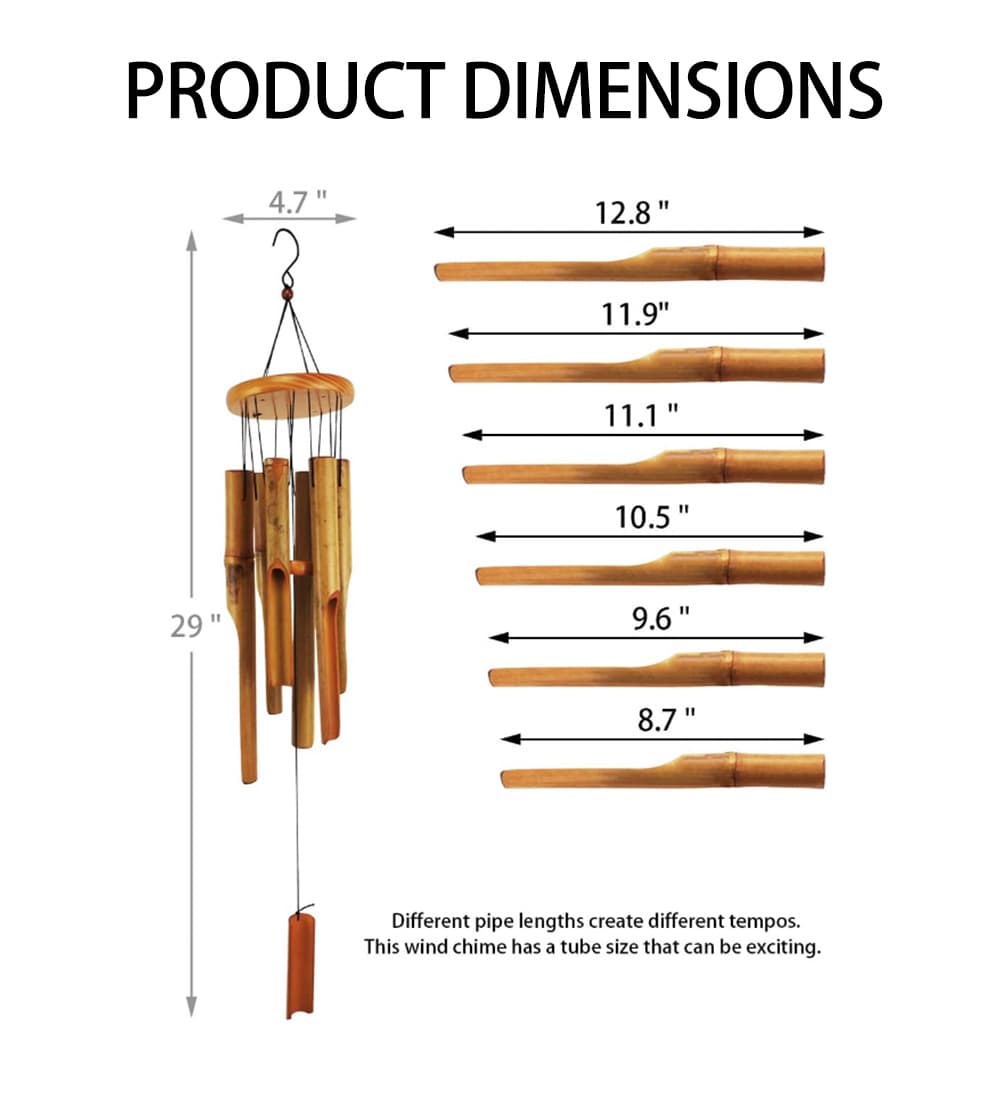 PRODUCT DIMENSIONS
4.7 "
29 "
12.8 "
11.9"
11.1 "
10.5 "
9.6 "
8.7 "
Different pipe lengths create different tempos.
This wind chime has a tube size that can be exciting.